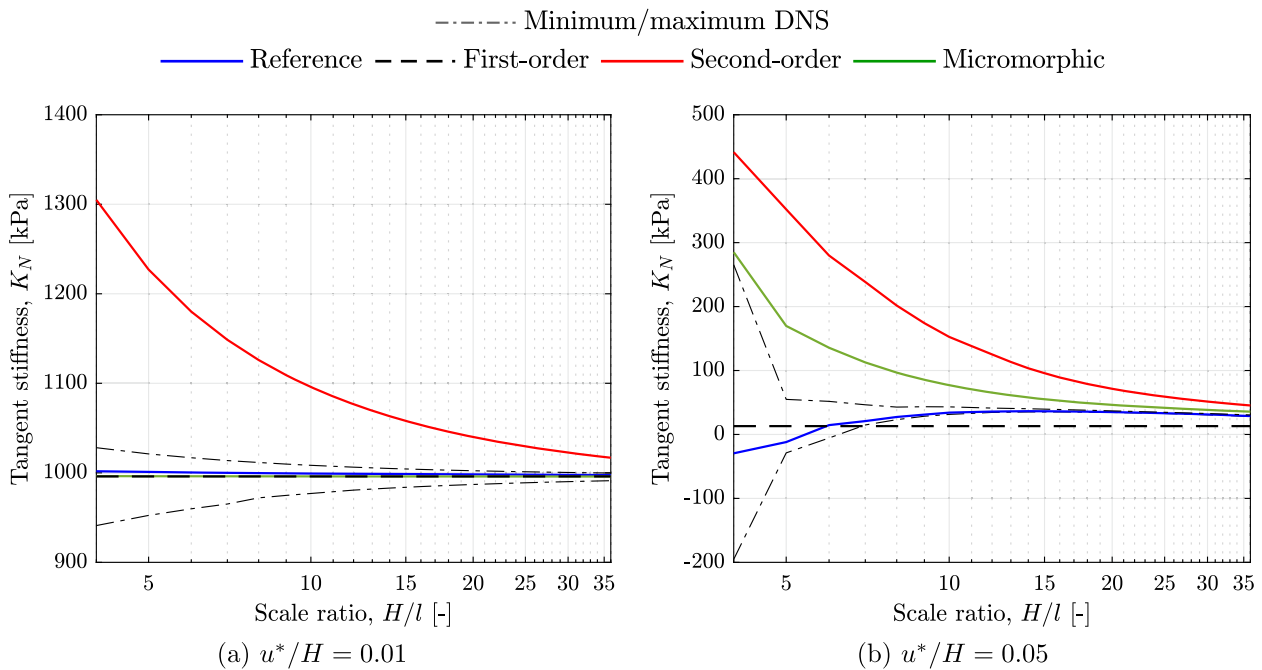 Minimum/maximum DNS
Reference First-order Second-order Micromorphic
1400
1300
1200
1100
1000
900
Tangent stiffness, K_N [kPa]
5 10 15 20 25 30 35
Scale ratio, H/l [-]
(a) u*/H = 0.01
500
400
300
200
100
0
-100
-200
Tangent stiffness, K_N [kPa]
5 10 15 20 25 30 35
Scale ratio, H/l [-]
(b) u*/H = 0.05